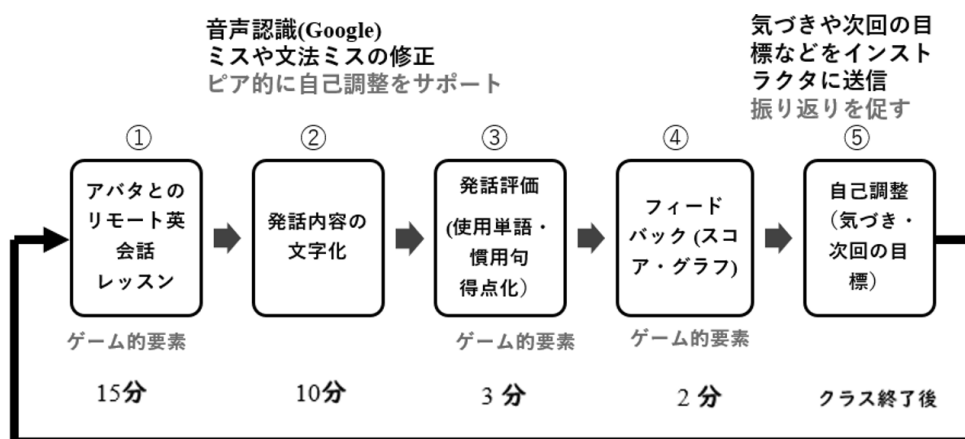 音声認識(Google)
ミスや文法ミスの修正
ピア的に自己調整をサポート
気づきや次回の目
標などをインスト
ラクタに送信
振り返りを促す
①
②
③
④
⑤
アバタとの
リモート英
会話
レッスン
発話内容の
文字化
発話評価
(使用単語・
慣用句
得点化）
フィード
バック (スコ
ア・グラフ)
自己調整
（気づき・
次回の目
標）
ゲーム的要素
ゲーム的要素
ゲーム的要素
15分
10分
3 分
2 分
クラス終了後